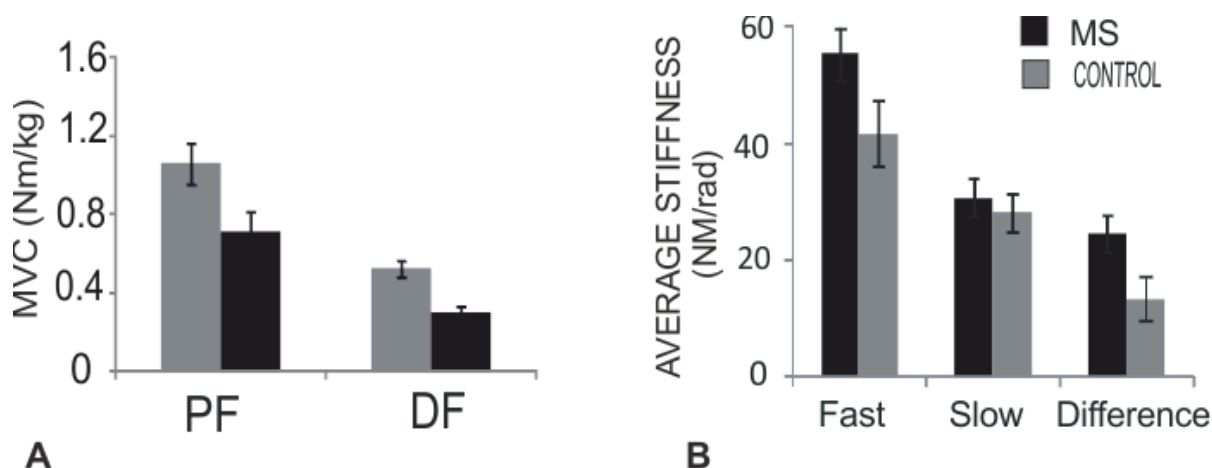 MVC (Nm/kg)
1.6
1.2
0.8
0.4
0
PF DF
A
AVERAGE STIFFNESS
(NM/rad)
60
40
20
0
MS
CONTROL
Fast Slow Difference
B